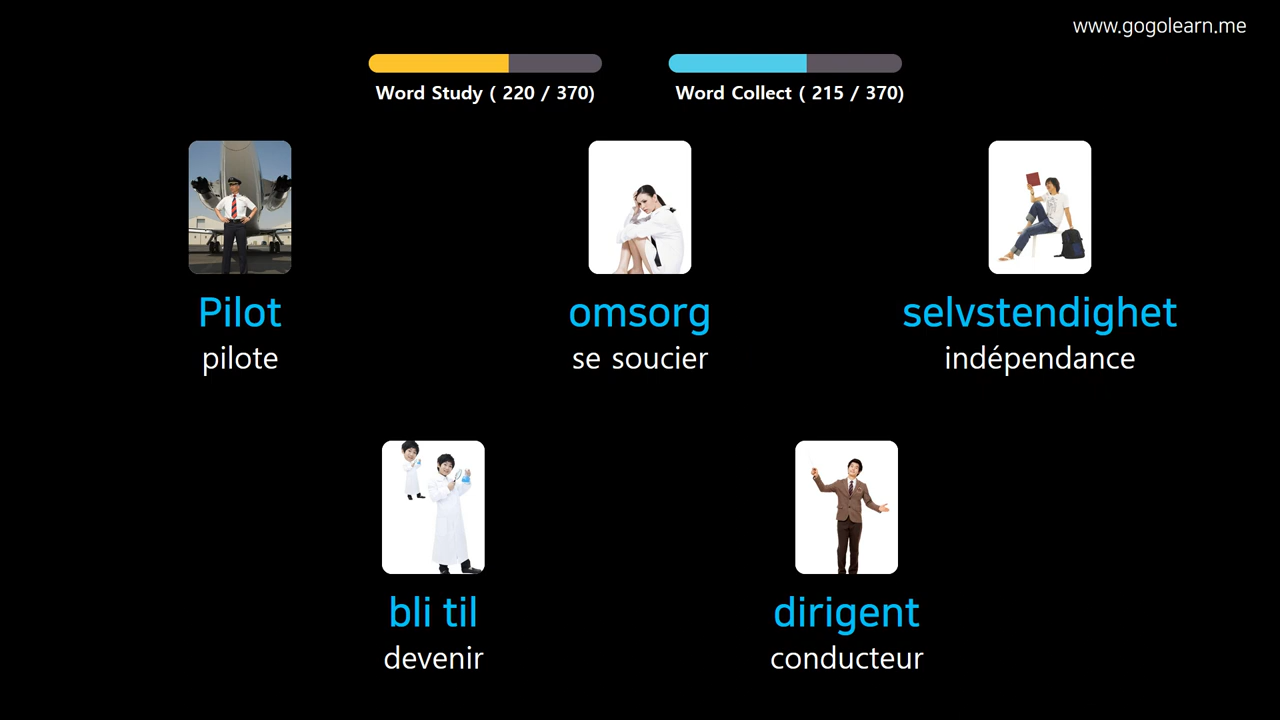 www.gogolearn.me
Word Study ( 220 / 370)
Word Collect ( 215 / 370)
Pilot
pilote
omsorg
se soucier
selvstendighet
indépendance
bli til
devenir
dirigent
conducteur